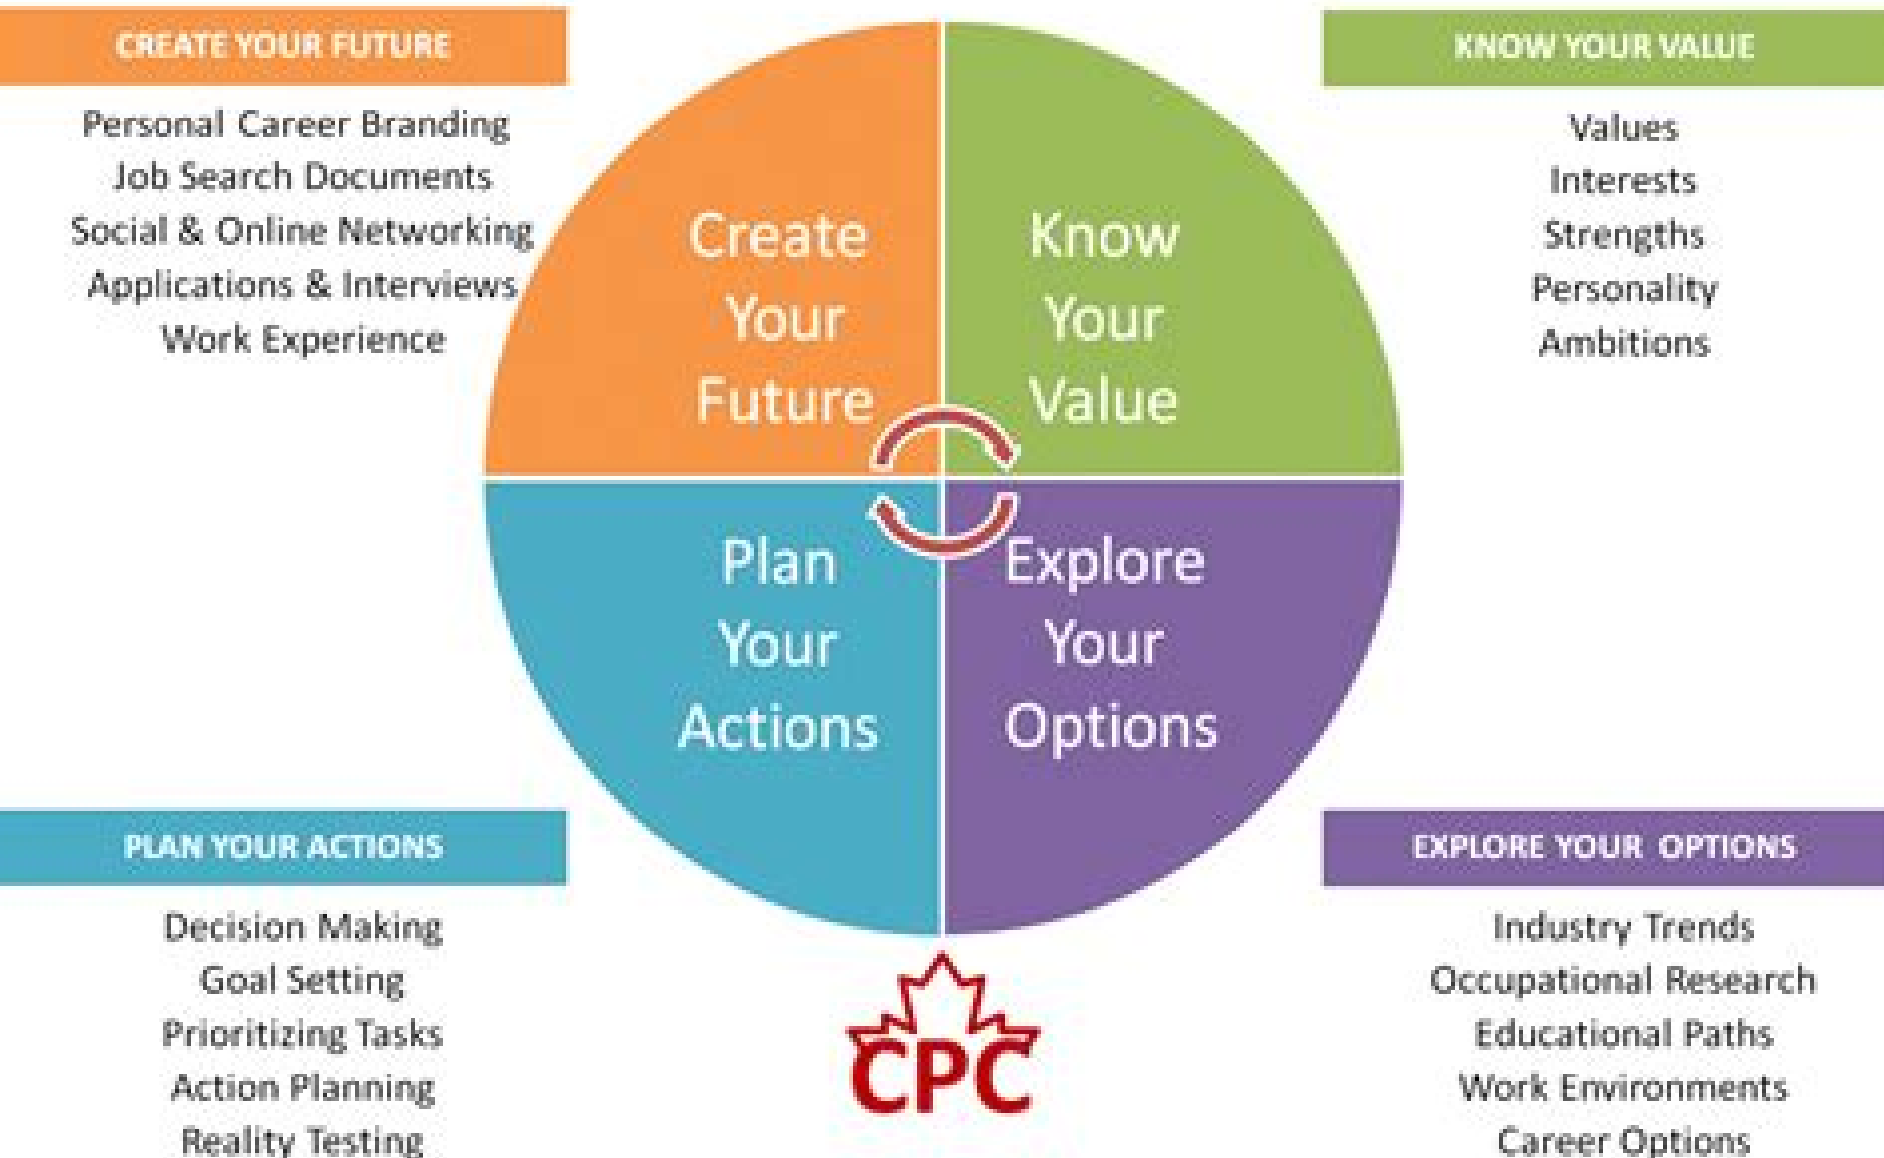 CREATE YOUR FUTURE
Personal Career Branding
Job Search Documents
Social & Online Networking
Applications & Interviews
Work Experience
KNOW YOUR VALUE
Values
Interests
Strengths
Personality
Ambitions
Create
Your
Future
Know
Your
Value
Plan
Your
Actions
Explore
Your
Options
PLAN YOUR ACTIONS
Decision Making
Goal Setting
Prioritizing Tasks
Action Planning
Reality Testing
EXPLORE YOUR OPTIONS
Industry Trends
Occupational Research
Educational Paths
Work Environments
Career Options
CPC